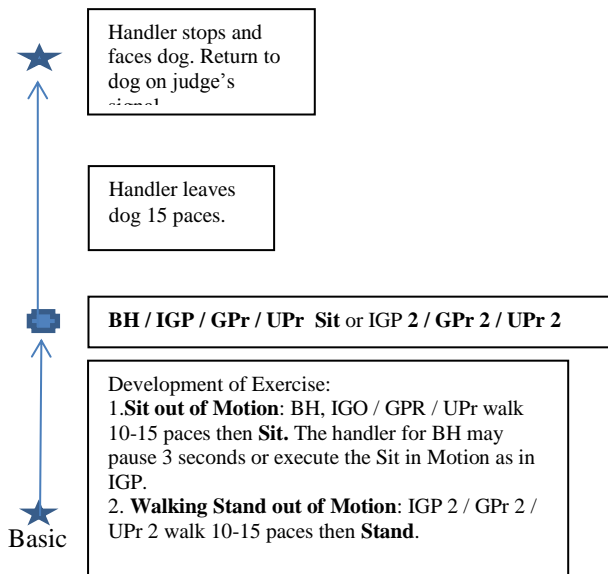 Handler stops and
faces dog. Return to
dog on judge's
signal
Handler leaves
dog 15 paces.
BH / IGP / GPr / UPr Sit or IGP 2 / GPr 2 / UPr 2
Development of Exercise:
1.Sit out of Motion: BH, IGO / GPR / UPr walk
10-15 paces then Sit. The handler for BH may
pause 3 seconds or execute the Sit in Motion as in
IGP.
2. Walking Stand out of Motion: IGP 2 / GPr 2 /
UPr 2 walk 10-15 paces then Stand.
Basic